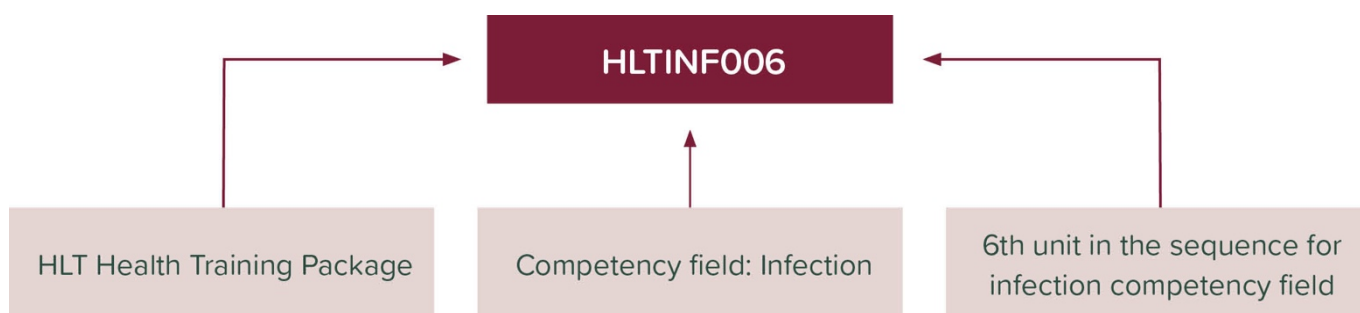 HLTINF006
HLT Health Training Package
Competency field: Infection
6th unit in the sequence for
infection competency field